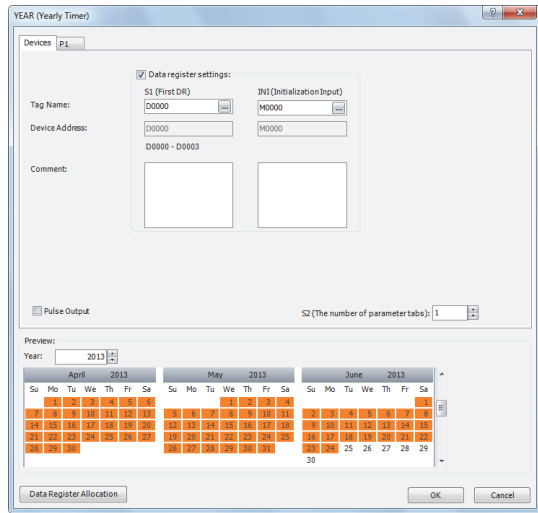 YEAR (Yearly Timer)
Devices P1
Data register settings:
S1 (First DR) INI (Initialization Input)
Tag Name: D0000 ... M0000 ...
Device Address: D0000 M0000
D0000 - D0003
Comment:
Pulse Output S2 (The number of parameter tabs): 1
Preview:
Year: 2013
April 2013 May 2013 June 2013
Su Mo Tu We Th Fr Sa Su Mo Tu We Th Fr Sa Su Mo Tu We Th Fr Sa
1 2 3 4 5 6 1 2 3 4 1
7 8 9 10 11 12 13 5 6 7 8 9 10 11 2 3 4 5 6 7 8
14 15 16 17 18 19 20 12 13 14 15 16 17 18 9 10 11 12 13 14 15
21 22 23 24 25 26 27 19 20 21 22 23 24 25 16 17 18 19 20 21 22
28 29 30 26 27 28 29 30 31 23 24 25 26 27 28 29
30
Data Register Allocation OK Cancel